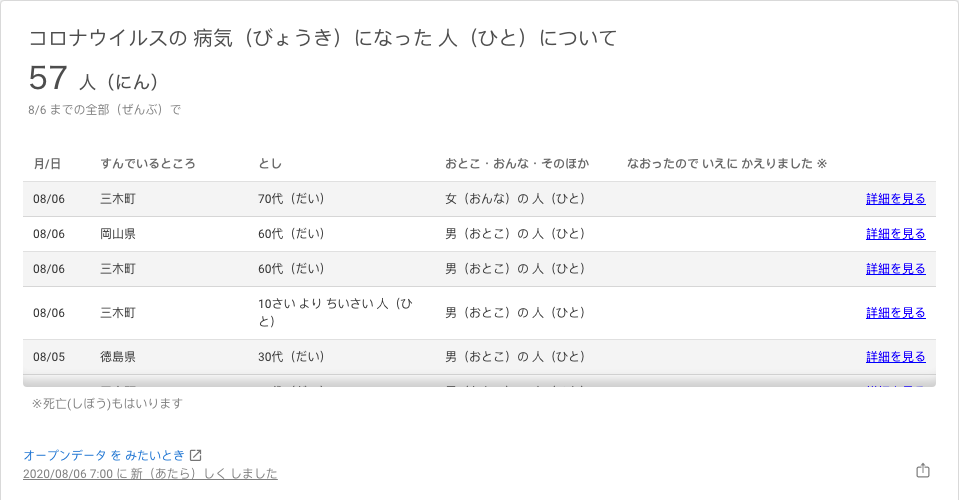 コロナウイルスの 病気（びょうき）になった 人（ひと）について
57 人（にん）
8/6 までの全部（ぜんぶ）で
月/日 すんでいるところ とし おとこ・おんな・そのほか なおったので いえに かえりました ※
08/06 三木町 70代（だい） 女（おんな）の 人（ひと） 詳細を見る
08/06 岡山県 60代（だい） 男（おとこ）の 人（ひと） 詳細を見る
08/06 三木町 60代（だい） 男（おとこ）の 人（ひと） 詳細を見る
08/06 三木町 10さい より ちいさい 人（ひ
と） 男（おとこ）の 人（ひと） 詳細を見る
08/05 徳島県 30代（だい） 男（おとこ）の 人（ひと） 詳細を見る
※死亡(しぼう)もはいります
オープンデータ を みたいとき
2020/08/06 7:00 に 新（あたら）しく しました